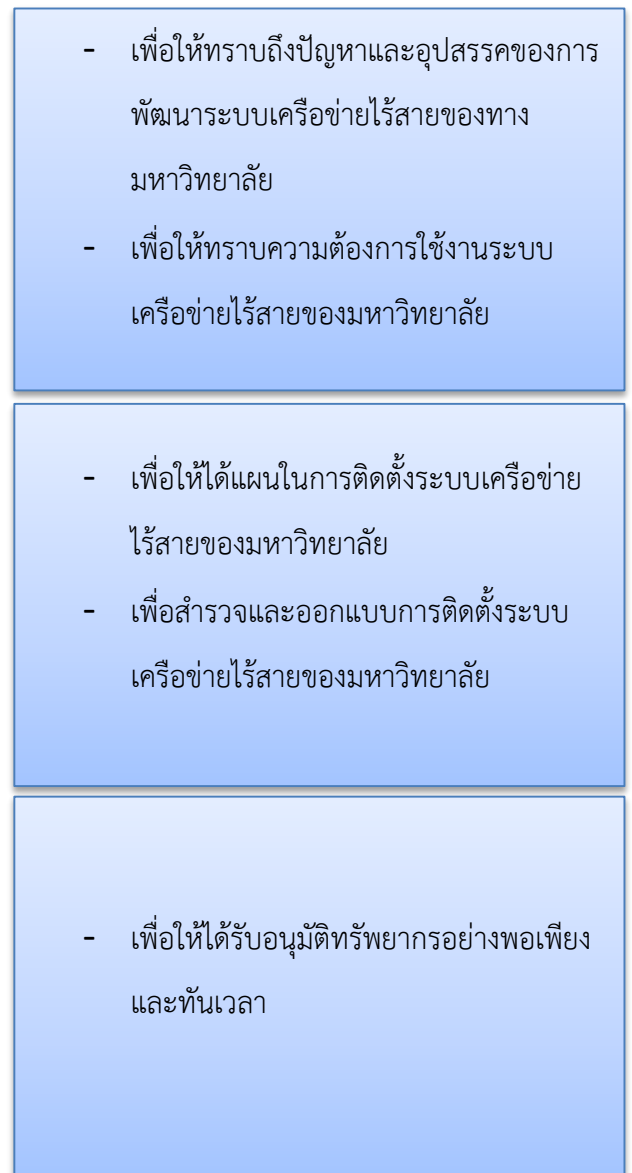 - เพื่อให้ทราบถึงปัญหาและอุปสรรคของการ
พัฒนาระบบเครือข่ายไร้สายของทาง
มหาวิทยาลัย
- เพื่อให้ทราบความต้องการใช้งานระบบ
เครือข่ายไร้สายของมหาวิทยาลัย
- เพื่อให้ได้แผนในการติดตั้งระบบเครือข่าย
ไร้สายของมหาวิทยาลัย
- เพื่อสำรวจและออกแบบการติดตั้งระบบ
เครือข่ายไร้สายของมหาวิทยาลัย
- เพื่อให้ได้รับอนุมัติทรัพยากรอย่างพอเพียง
และทันเวลา